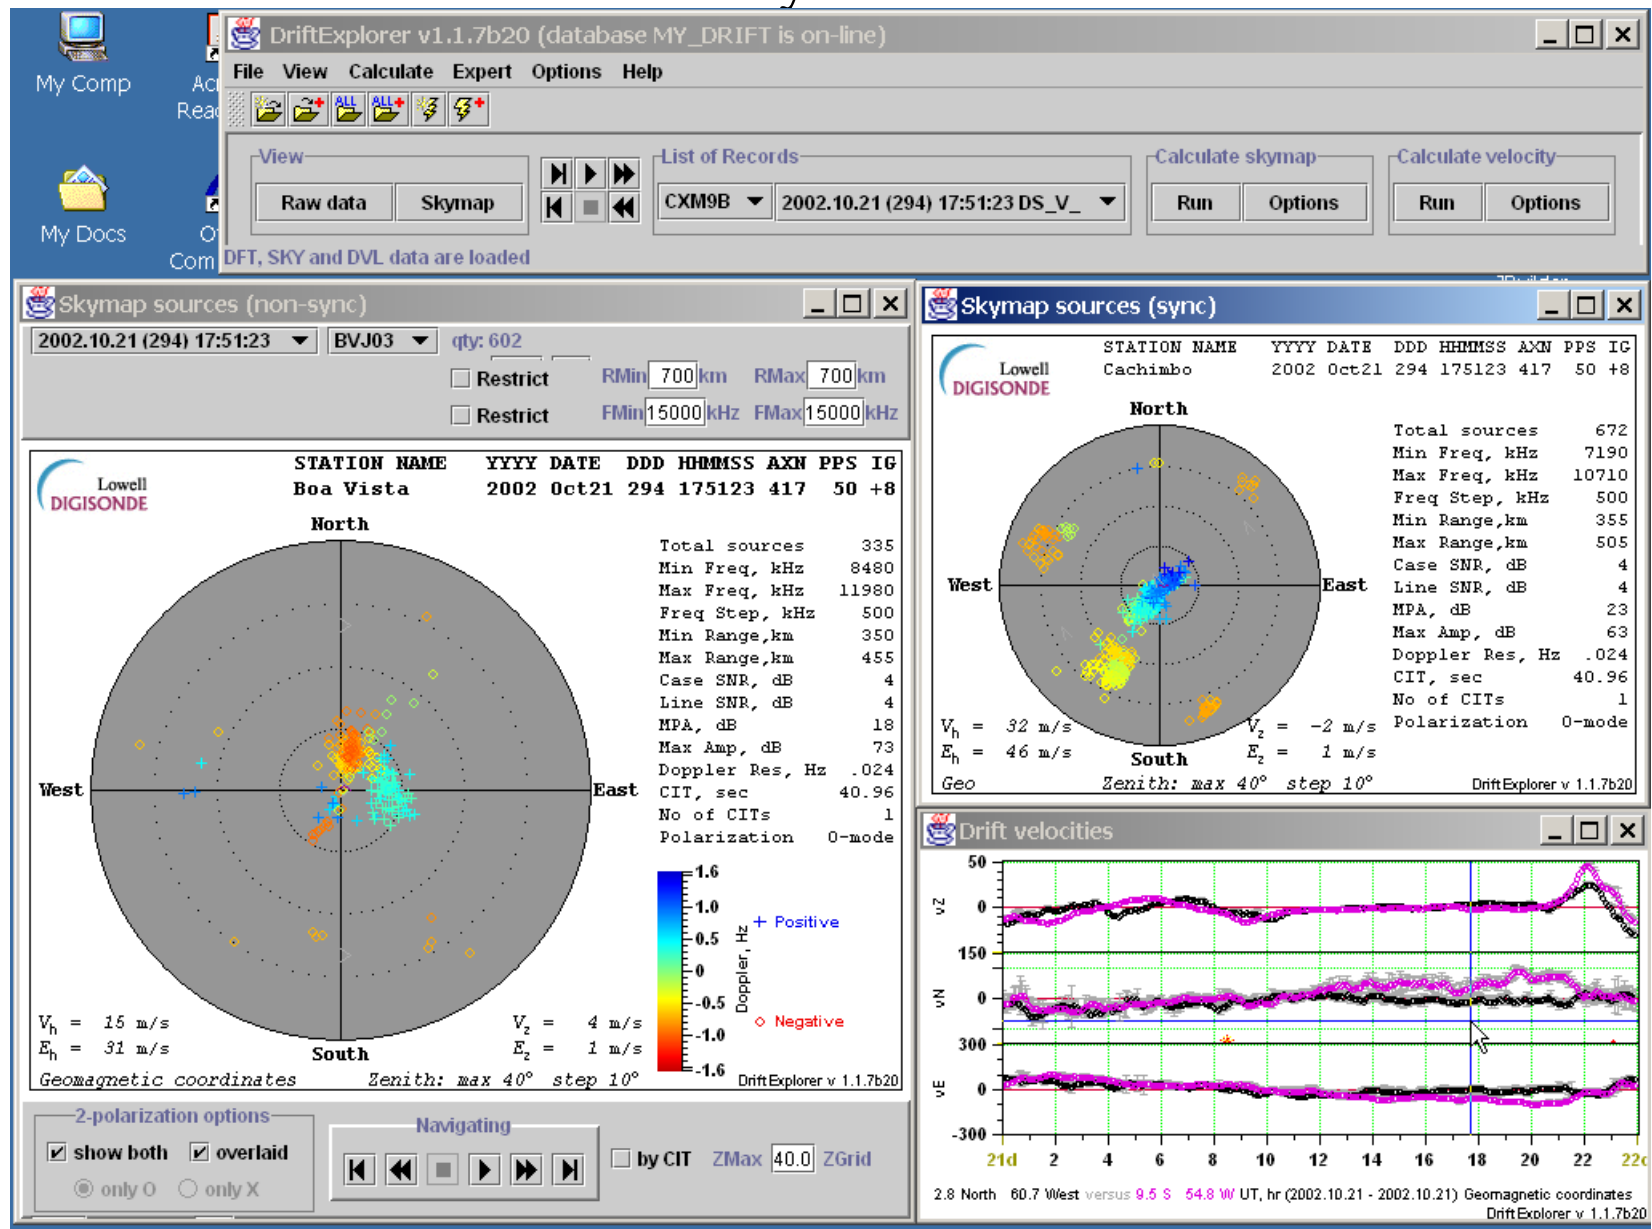 DriftExplorer v1.1.7b20 (database MY_DRIFT is on-line)
My Comp
File View Calculate Expert Options Help
ALL ALL
View
List of Records
Calculate skymap
Calculate velocity
Raw data Skymap
CXM9B 2002.10.21 (294) 17:51:23 DS_V_
Run Options
Run Options
My Docs
Com
DFT, SKY and DVL data are loaded
Skymap sources (non-sync)
2002.10.21 (294) 17:51:23 BVJ03 qty: 602
Restrict RMin 700 km RMax 700 km
Restrict FMin 15000 kHz FMax 15000 kHz
Lowell
DIGISONDE
STATION NAME YYYY DATE DDD HHMMSS AXN PPS IG
Boa Vista 2002 Oct21 294 175123 417 50 +8
North
West
East
South
Total sources 335
Min Freq, kHz 8480
Max Freq, kHz 11980
Freq Step, kHz 500
Min Range,km 350
Max Range,km 455
Case SNR, dB 4
Line SNR, dB 4
MPA, dB 18
Max Amp, dB 73
Doppler Res, Hz .024
CIT, sec 40.96
No of CITs 1
Polarization O-mode
1.6
1.0
0.5
0
-0.5
-1.0
-1.6
Doppler, Hz
+ Positive
Negative
Vh = 15 m/s
Eh = 31 m/s
Vz = 4 m/s
Ez = 1 m/s
Geomagnetic coordinates Zenith: max 40° step 10°
DriftExplorer v 1.1.7b20
2-polarization options
show both overlaid
only O only X
Navigating
by CIT ZMax 40.0 ZGrid
Skymap sources (sync)
Lowell
DIGISONDE
STATION NAME YYYY DATE DDD HHMMSS AXN PPS IG
Cachimbo 2002 Oct21 294 175123 417 50 +8
North
West
East
South
Total sources 672
Min Freq, kHz 7190
Max Freq, kHz 10710
Freq Step, kHz 500
Min Range,km 355
Max Range,km 505
Case SNR, dB 4
Line SNR, dB 4
MPA, dB 23
Max Amp, dB 63
Doppler Res, Hz .024
CIT, sec 40.96
No of CITs 1
Polarization O-mode
Vh = 32 m/s
Eh = 46 m/s
Vz = -2 m/s
Ez = 1 m/s
Geo Zenith: max 40° step 10°
DriftExplorer v 1.1.7b20
Drift velocities
50
vZ 0
150
vN 0
300
vE 0
-300
21d 2 4 6 8 10 12 14 16 18 20 22 22d
2.8 North 60.7 West versus 9.5 S 54.8 W UT, hr (2002.10.21 - 2002.10.21) Geomagnetic coordinates
DriftExplorer v 1.1.7b20